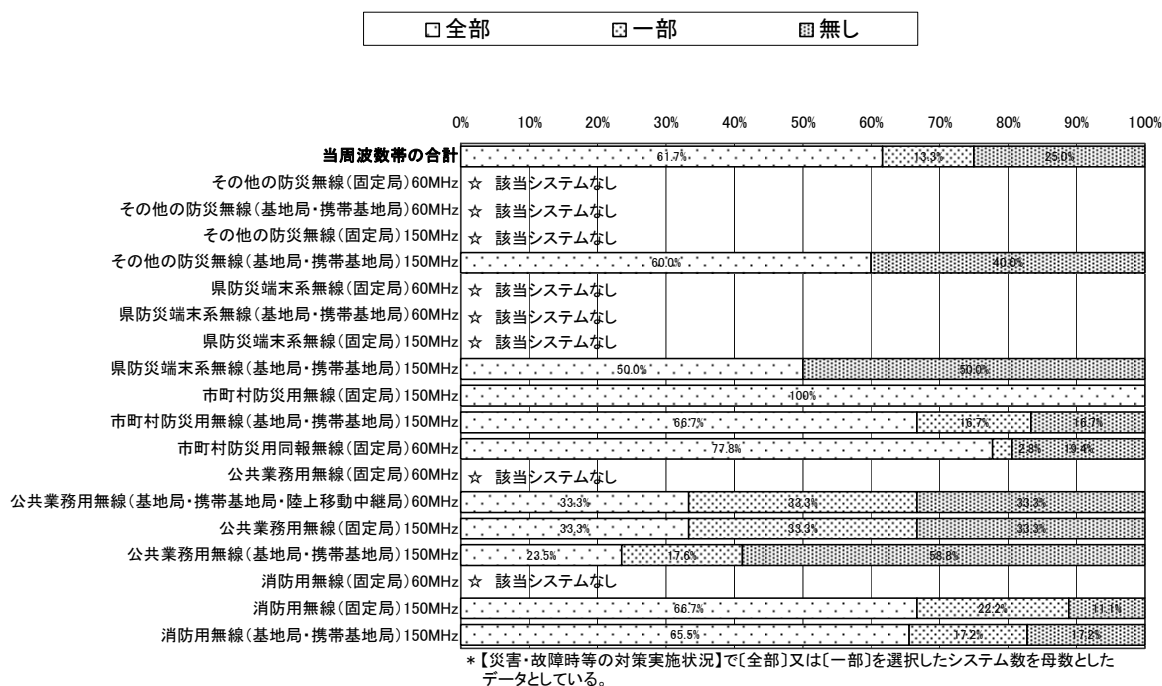 全部 一部 無し
0% 10% 20% 30% 40% 50% 60% 70% 80% 90% 100%
当周波数帯の合計 61.7% 13.3% 25.0%
その他の防災無線(固定局)60MHz ☆ 該当システムなし
その他の防災無線(基地局・携帯基地局)60MHz ☆ 該当システムなし
その他の防災無線(固定局)150MHz ☆ 該当システムなし
その他の防災無線(基地局・携帯基地局)150MHz 60.0% 40.0%
県防災端末系無線(固定局)60MHz ☆ 該当システムなし
県防災端末系無線(基地局・携帯基地局)60MHz ☆ 該当システムなし
県防災端末系無線(固定局)150MHz ☆ 該当システムなし
県防災端末系無線(基地局・携帯基地局)150MHz 50.0% 50.0%
市町村防災用無線(固定局)150MHz 100%
市町村防災用無線(基地局・携帯基地局)150MHz 66.7% 16.7% 16.7%
市町村防災用同報無線(固定局)60MHz 77.8% 2.8% 19.4%
公共業務用無線(固定局)60MHz ☆ 該当システムなし
公共業務用無線(基地局・携帯基地局・陸上移動中継局)60MHz 33.3% 33.3% 33.3%
公共業務用無線(固定局)150MHz 33.3% 33.3% 33.3%
公共業務用無線(基地局・携帯基地局)150MHz 23.5% 17.6% 58.8%
消防用無線(固定局)60MHz ☆ 該当システムなし
消防用無線(固定局)150MHz 66.7% 22.2% 11.1%
消防用無線(基地局・携帯基地局)150MHz 65.5% 17.2% 17.2%
*【災害・故障時等の対策実施状況】で〔全部〕又は〔一部〕を選択したシステム数を母数とした
データとしている。